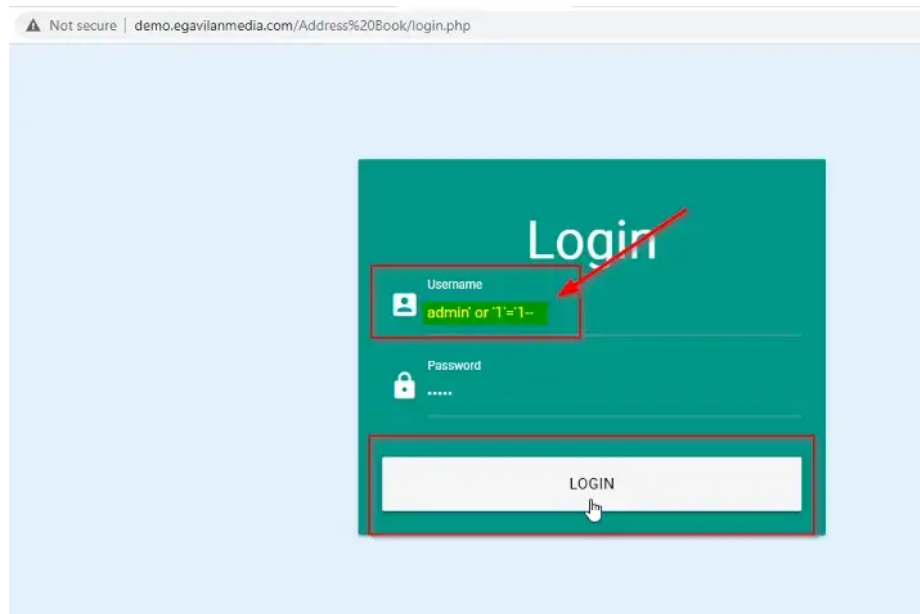 Not secure | demo.egavilanmedia.com/Address%20Book/login.php
Login
Username
admin' or '1'='1--
Password
•••••
LOGIN